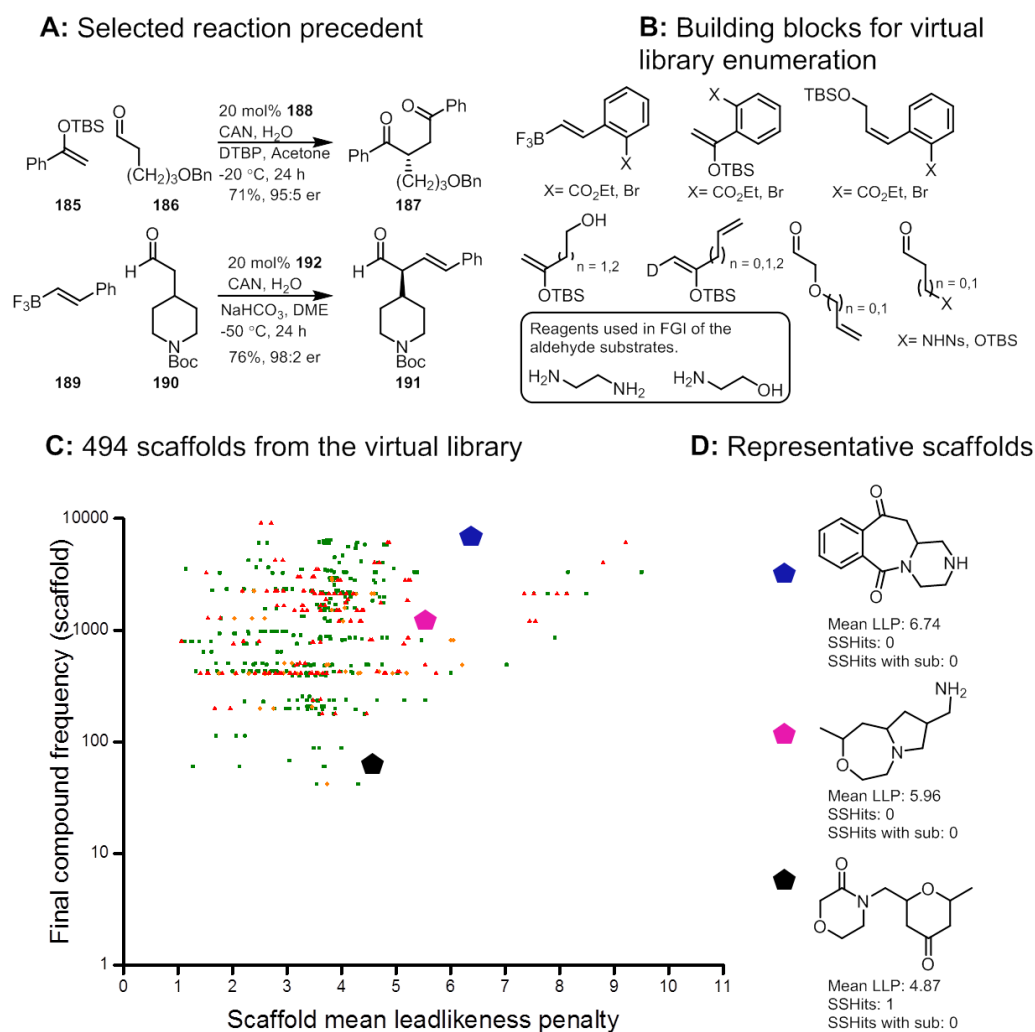 A: Selected reaction precedent
OTBS
Ph
185
O
(CH2)3OBn
186
20 mol% 188
CAN, H2O
DTBP, Acetone
-20 °C, 24 h
71%, 95:5 er
O
Ph
O
Ph
(CH2)3OBn
187
F3B
Ph
189
O
H
N
Boc
190
20 mol% 192
CAN, H2O
NaHCO3, DME
-50 °C, 24 h
76%, 98:2 er
O
H
Ph
N
Boc
191
B: Building blocks for virtual
library enumeration
F3B
X
X= CO2Et, Br
X
OTBS
X= CO2Et, Br
TBSO
X
X= CO2Et, Br
OH
n = 1,2
OTBS
D
n = 0,1,2
OTBS
O
O
n = 0,1
O
n = 0,1
X
X= NHNs, OTBS
Reagents used in FGI of the
aldehyde substrates.
H2N
NH2
H2N
OH
C: 494 scaffolds from the virtual library
Final compound frequency (scaffold)
10000
1000
100
10
1
0 1 2 3 4 5 6 7 8 9 10 11
Scaffold mean leadlikeness penalty
D: Representative scaffolds
O
N
NH
O
Mean LLP: 6.74
SSHits: 0
SSHits with sub: 0
NH2
N
O
Mean LLP: 5.96
SSHits: 0
SSHits with sub: 0
O
N
O
O
O
Mean LLP: 4.87
SSHits: 1
SSHits with sub: 0